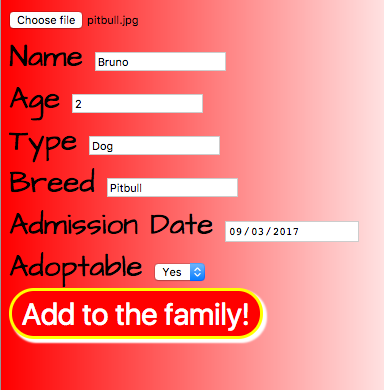 Choose file pitbull.jpg
Name Bruno
Age 2
Type Dog
Breed Pitbull
Admission Date 09/03/2017
Adoptable Yes
Add to the family!